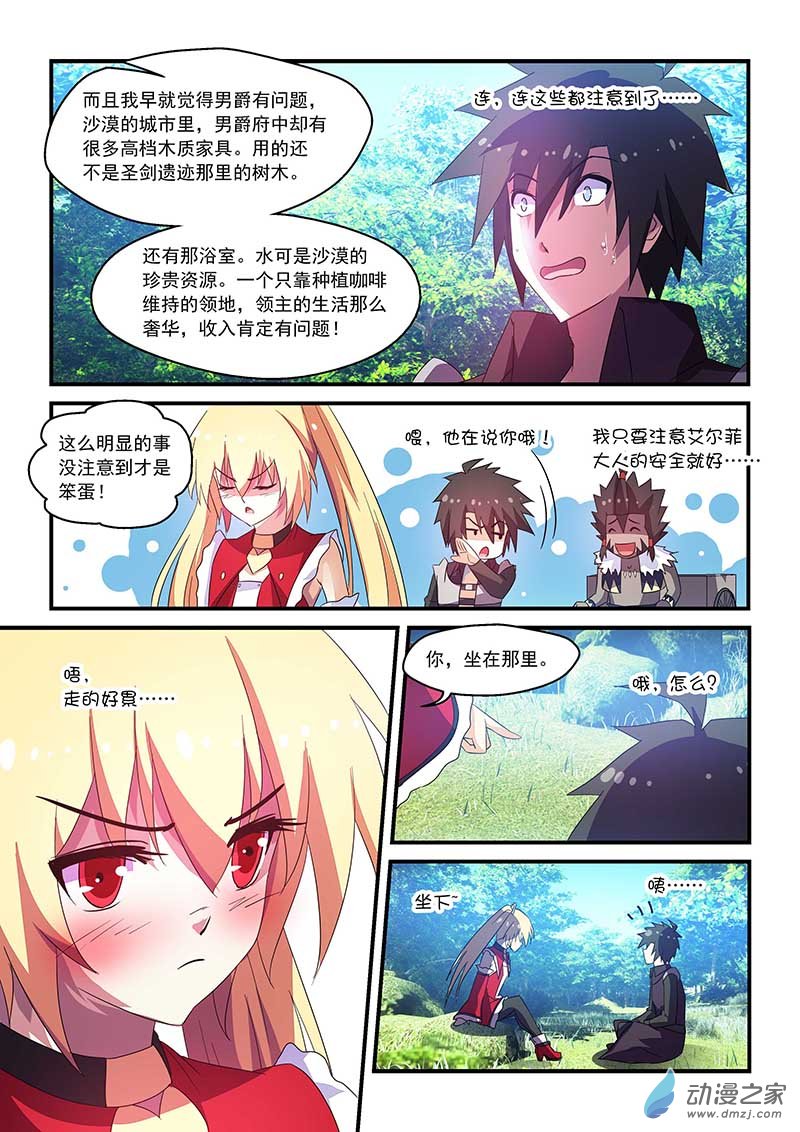 而且我早就觉得男爵有问题，
沙漠的城市里，男爵府中却有
很多高档木质家具。用的还
不是圣剑遗迹那里的树木。
连，连这些都注意到了……
还有那浴室。水可是沙漠的
珍贵资源。一个只靠种植咖啡
维持的领地，领主的生活那么
奢华，收入肯定有问题！
这么明显的事
没注意到才是
笨蛋！
喂，他在说你哦！
我只要注意艾尔菲
大人的安全就好……
唔，
走的好累……
你，坐在那里。
哦，怎么？
坐下~
咦……
动漫之家
www.dmzj.com